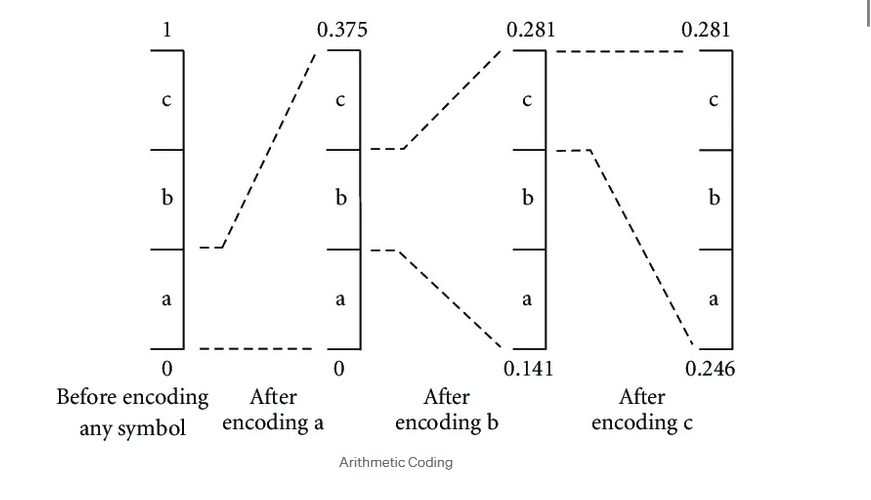 1 0.375 0.281 0.281
c c c c
b b b b
a a a a
0 0 0.141 0.246
Before encoding After After After
any symbol encoding a encoding b encoding c
Arithmetic Coding